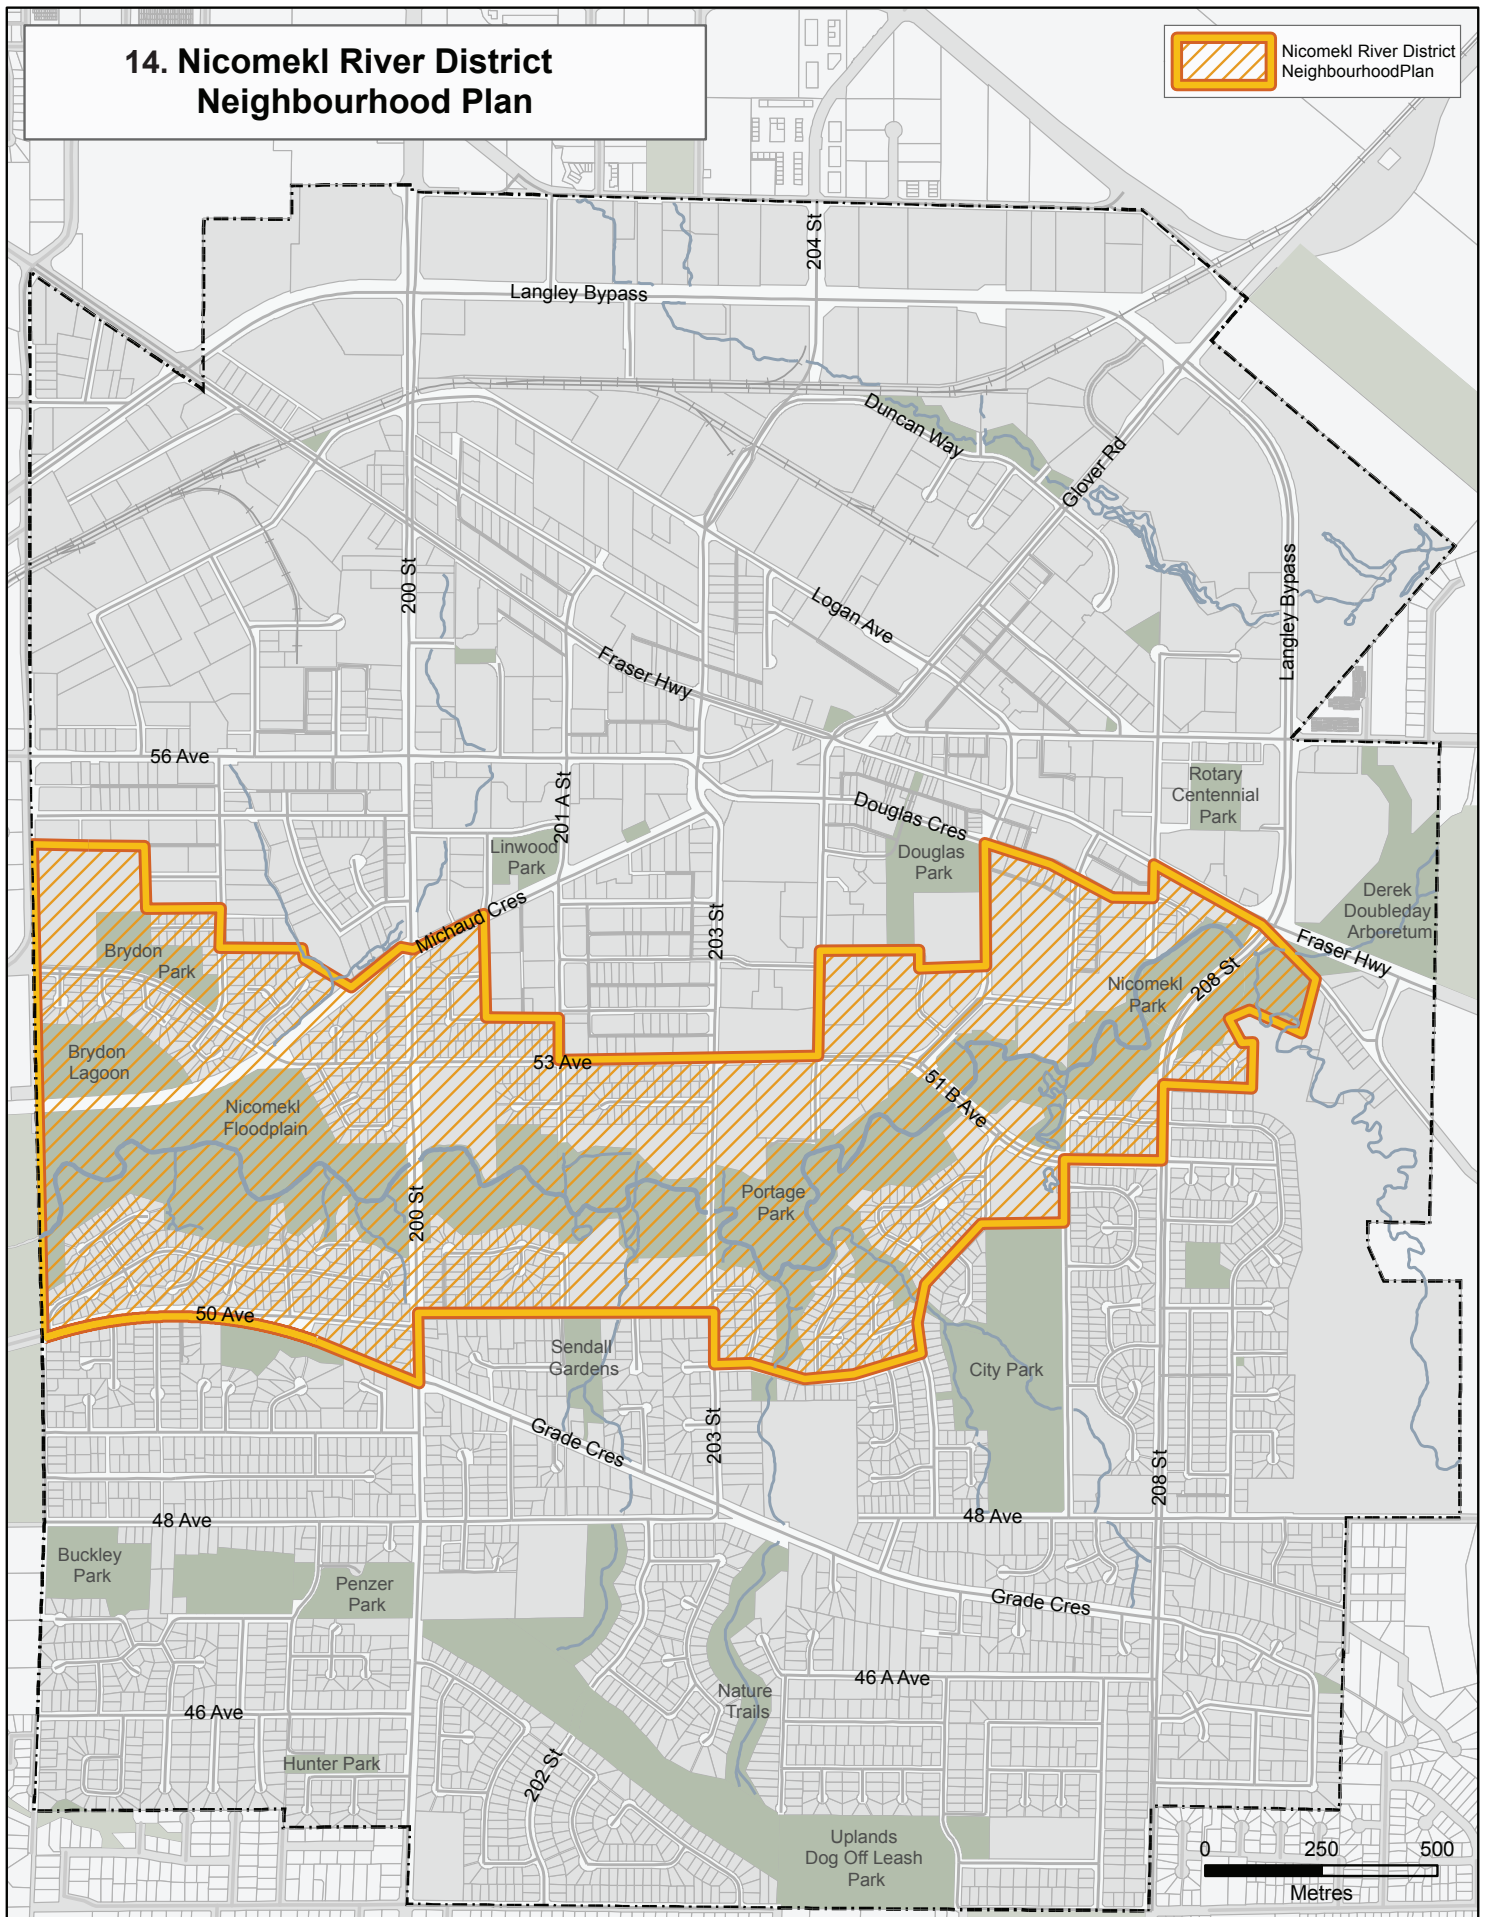 14. Nicomekl River District
Neighbourhood Plan
Nicomekl River District
NeighbourhoodPlan
204 St
Langley Bypass
Duncan Way
Glover Rd
200 St
Logan Ave
Langley Bypass
Fraser Hwy
56 Ave
201 A St
Rotary
Centennial
Park
Douglas Cres
Linwood
Park
Douglas
Park
Derek
Doubleday
Arboretum
Michaud Cres
203 St
Fraser Hwy
Brydon
Park
208 St
Nicomekl
Park
Brydon
Lagoon
53 Ave
51 B Ave
Nicomekl
Floodplain
Portage
Park
200 St
50 Ave
Sendall
Gardens
City Park
Grade Cres
203 St
208 St
48 Ave
48 Ave
Buckley
Park
Penzer
Park
Grade Cres
46 A Ave
Nature
Trails
46 Ave
Hunter Park
202 St
Uplands
Dog Off Leash
Park
0 250 500
Metres